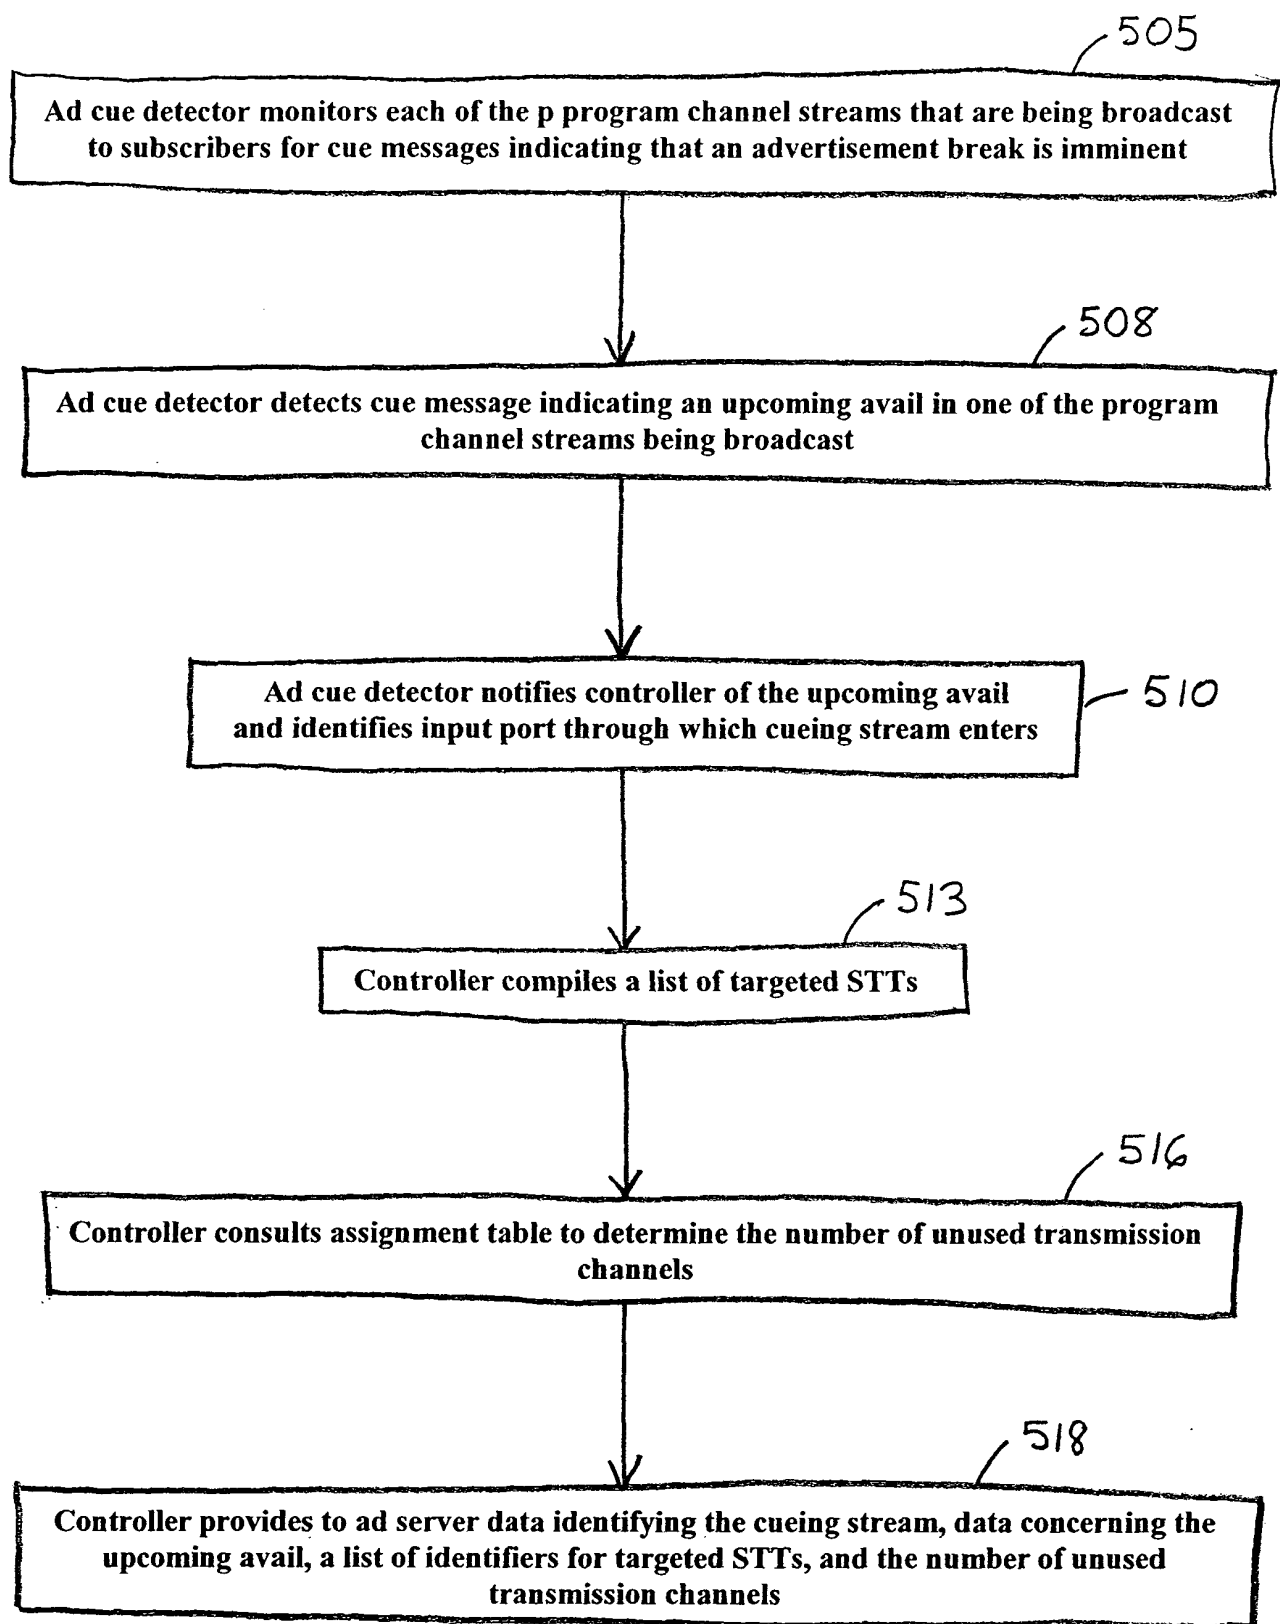 505
Ad cue detector monitors each of the p program channel streams that are being broadcast
to subscribers for cue messages indicating that an advertisement break is imminent
508
Ad cue detector detects cue message indicating an upcoming avail in one of the program
channel streams being broadcast
510
Ad cue detector notifies controller of the upcoming avail
and identifies input port through which cueing stream enters
513
Controller compiles a list of targeted STTs
516
Controller consults assignment table to determine the number of unused transmission
channels
518
Controller provides to ad server data identifying the cueing stream, data concerning the
upcoming avail, a list of identifiers for targeted STTs, and the number of unused
transmission channels